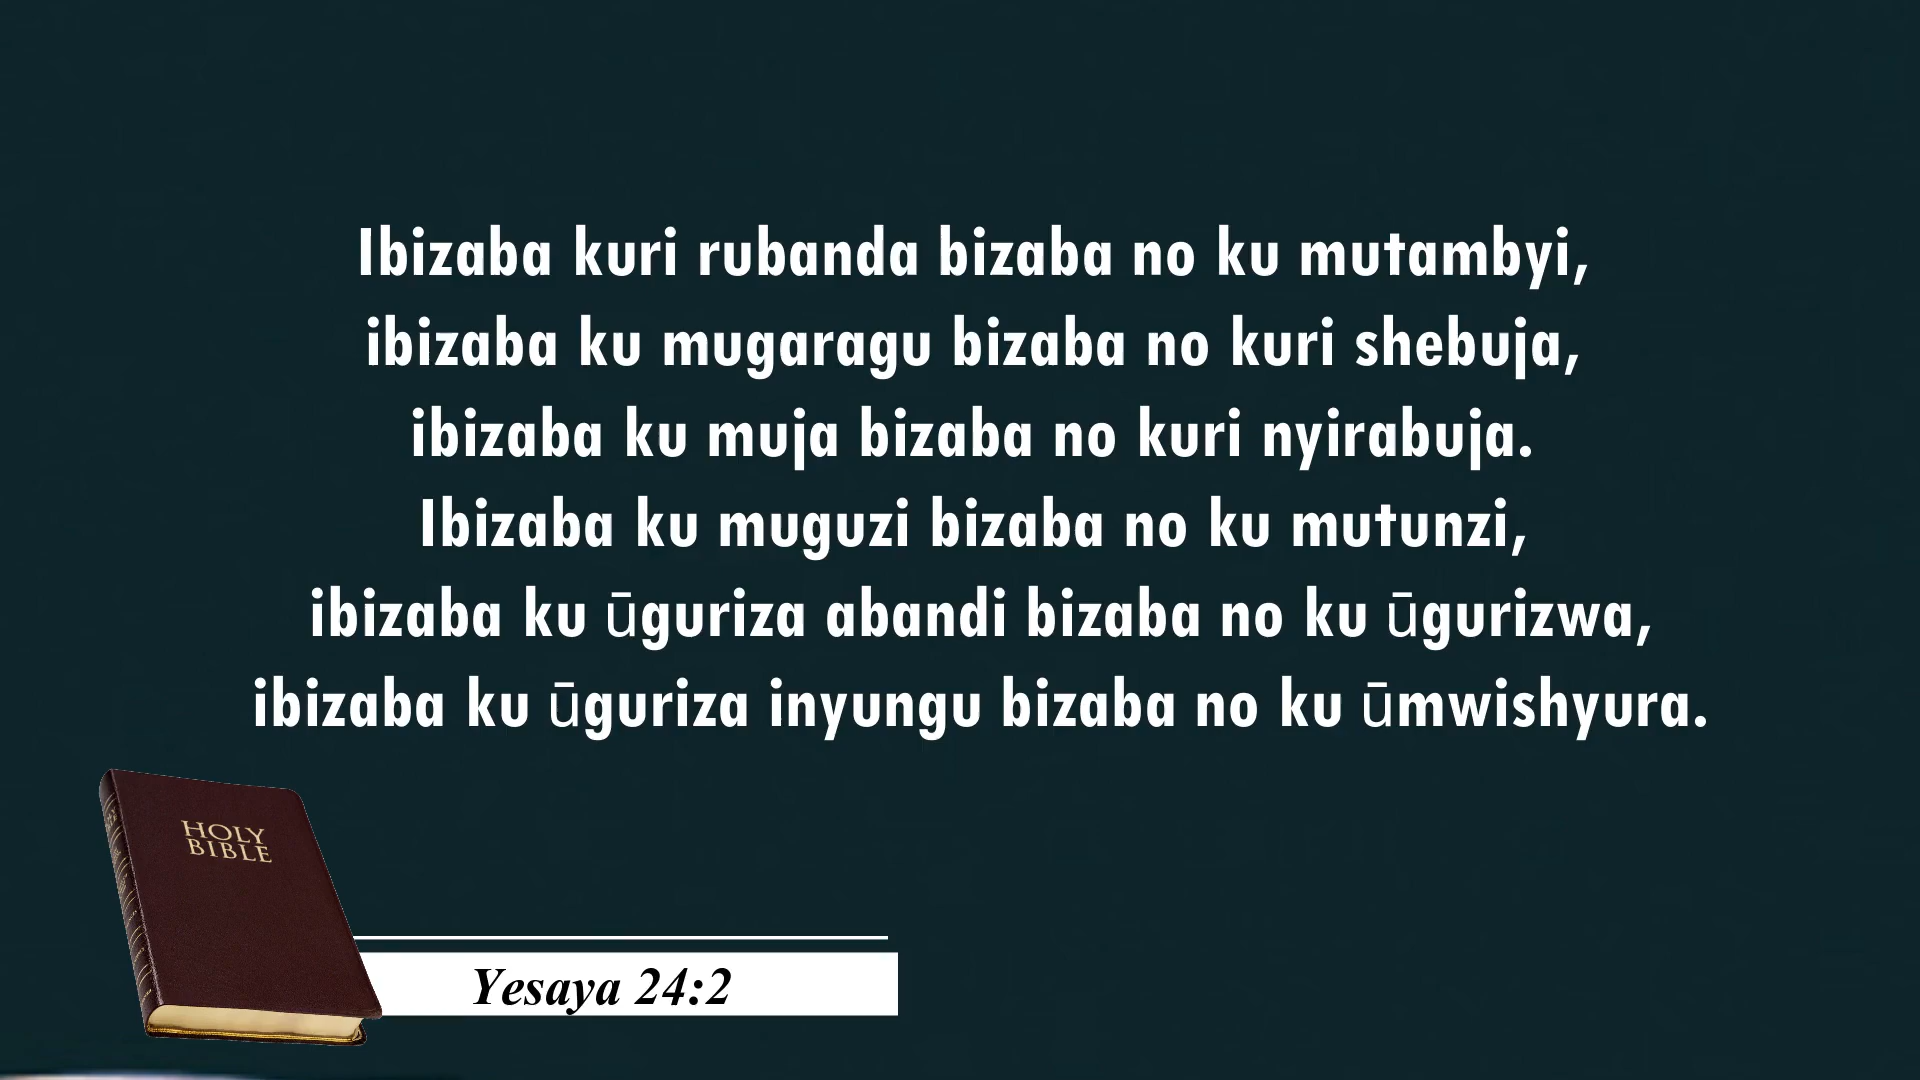 Ibizaba kuri rubanda bizaba no ku mutambyi,
ibizaba ku mugaragu bizaba no kuri shebuja,
ibizaba ku muja bizaba no kuri nyirabuja.
Ibizaba ku muguzi bizaba no ku mutunzi,
ibizaba ku ūguriza abandi bizaba no ku ūgurizwa,
ibizaba ku ūguriza inyungu bizaba no ku ūmwishyura.
HOLY
BIBLE
Yesaya 24:2